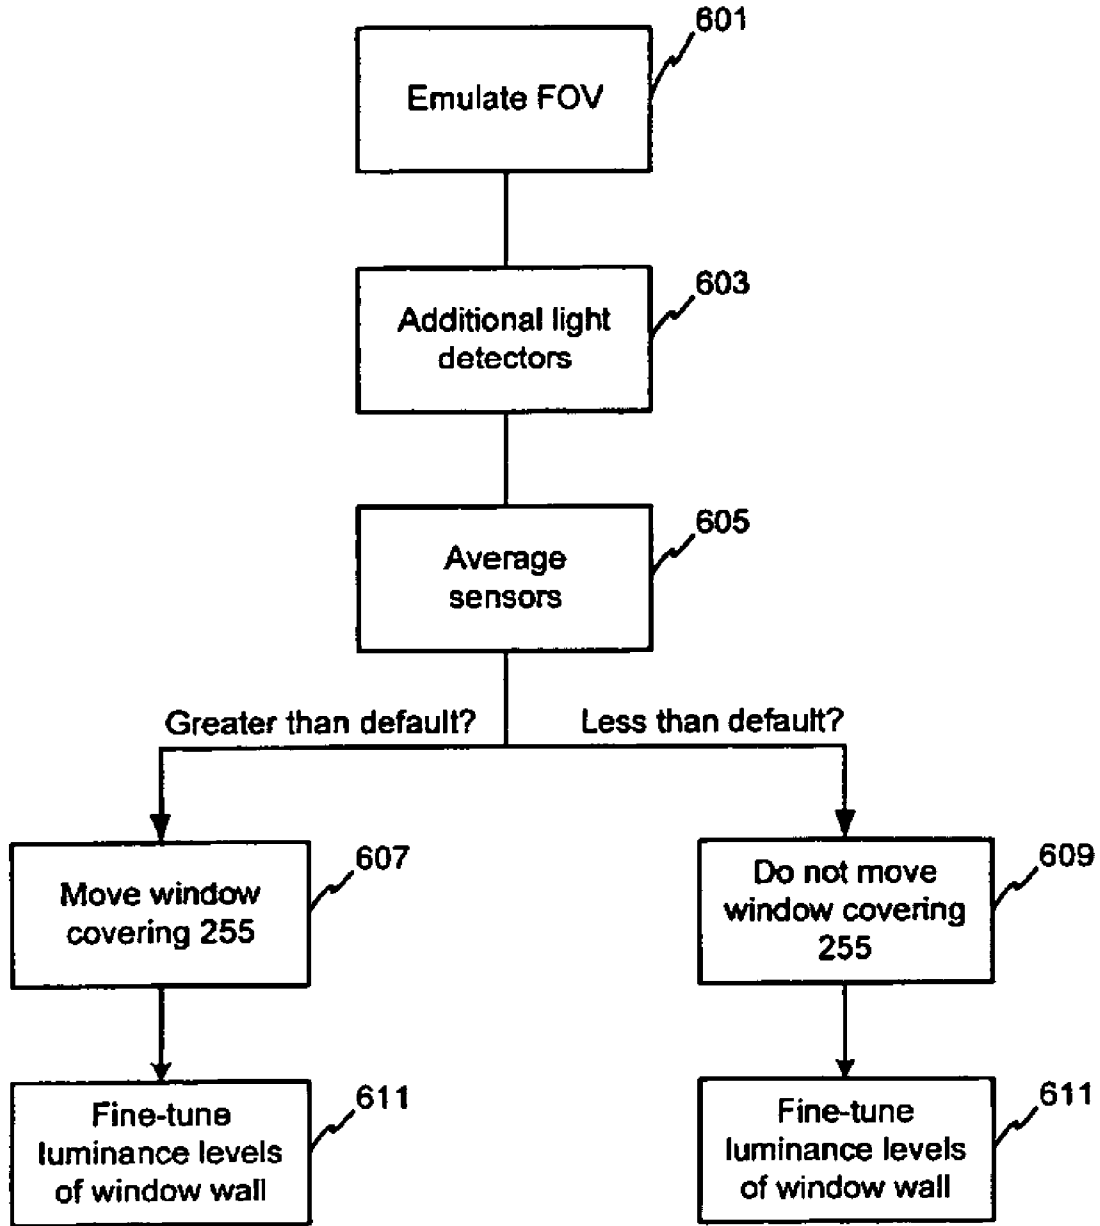 601
Emulate FOV
603
Additional light
detectors
605
Average
sensors
Greater than default?
Less than default?
607
Move window
covering 255
609
Do not move
window covering
255
611
Fine-tune
luminance levels
of window wall
611
Fine-tune
luminance levels
of window wall